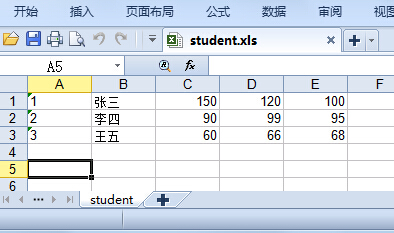 开始 插入 页面布局 公式 数据 审阅 视图
student.xls
A5 fx
A B C D E F
1 1 张三 150 120 100
2 2 李四 90 99 95
3 3 王五 60 66 68
4
5
6
student